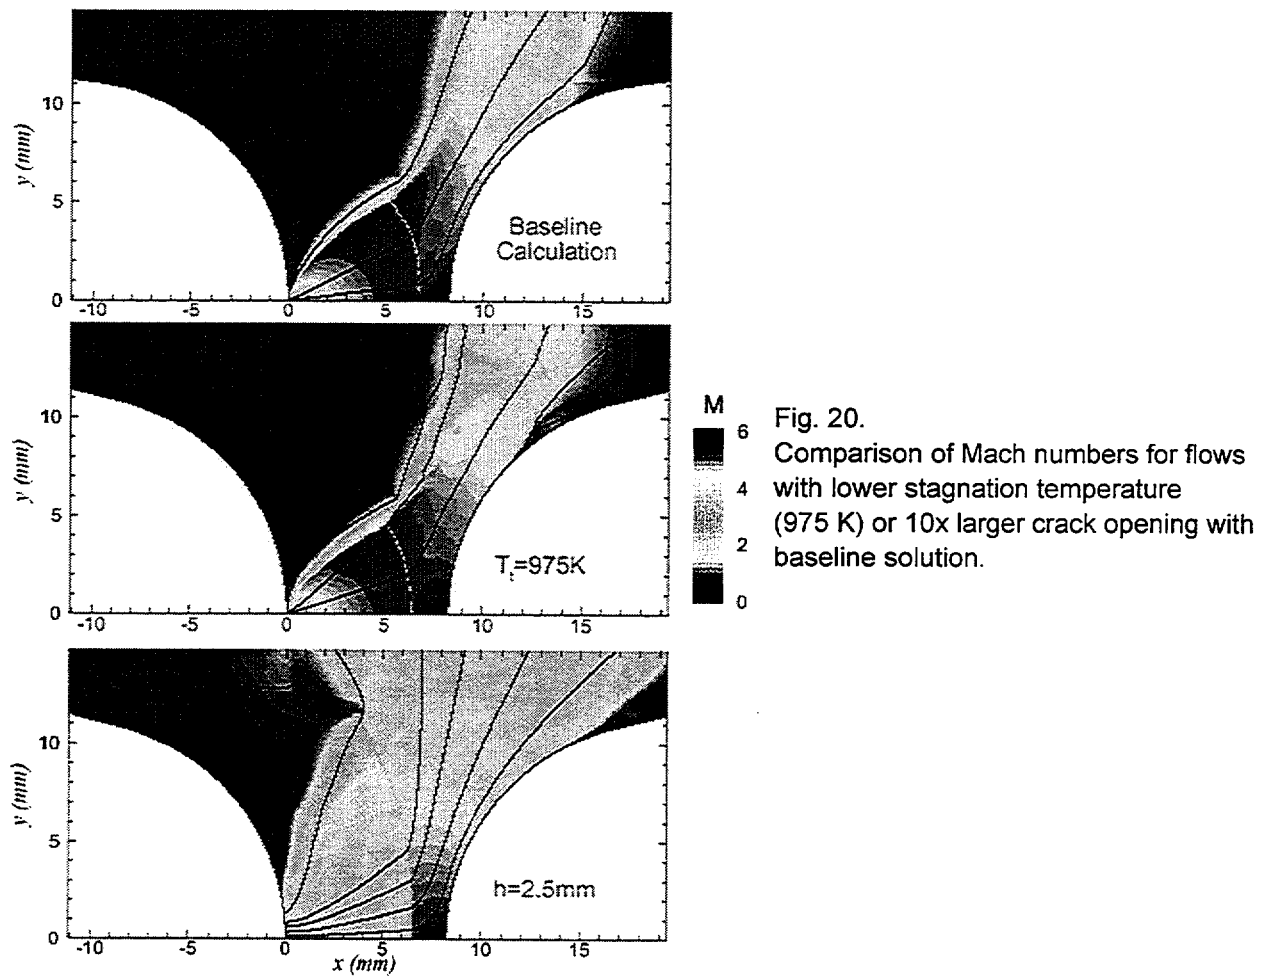 10
y (mm)
5
Baseline
Calculation
0
-10
-5
0
5
10
15
10
y (mm)
5
T_t=975K
0
-10
-5
0
5
10
15
M
6
4
2
0
Fig. 20.
Comparison of Mach numbers for flows
with lower stagnation temperature
(975 K) or 10x larger crack opening with
baseline solution.
10
y (mm)
5
h=2.5mm
0
-10
-5
0
5
10
15
x (mm)